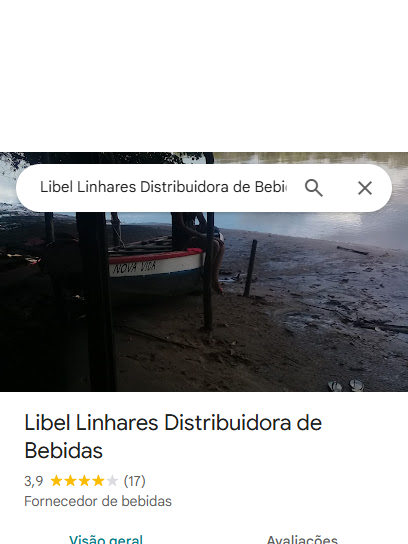 Libel Linhares Distribuidora de Bebi
NOVA VIDA
Libel Linhares Distribuidora de
Bebidas
3,9 (17)
Fornecedor de bebidas
Visão geral Avaliações